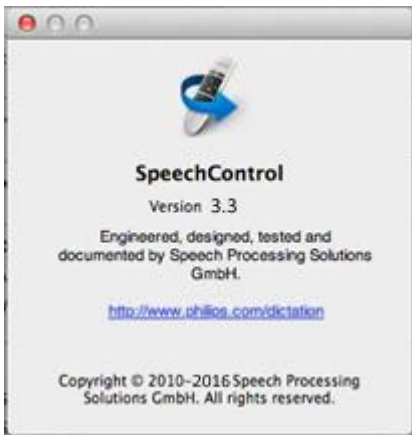 SpeechControl
Version 3.3
Engineered, designed, tested and
documented by Speech Processing Solutions
GmbH.
http://www.philips.com/dictation
Copyright © 2010-2016 Speech Processing
Solutions GmbH. All rights reserved.